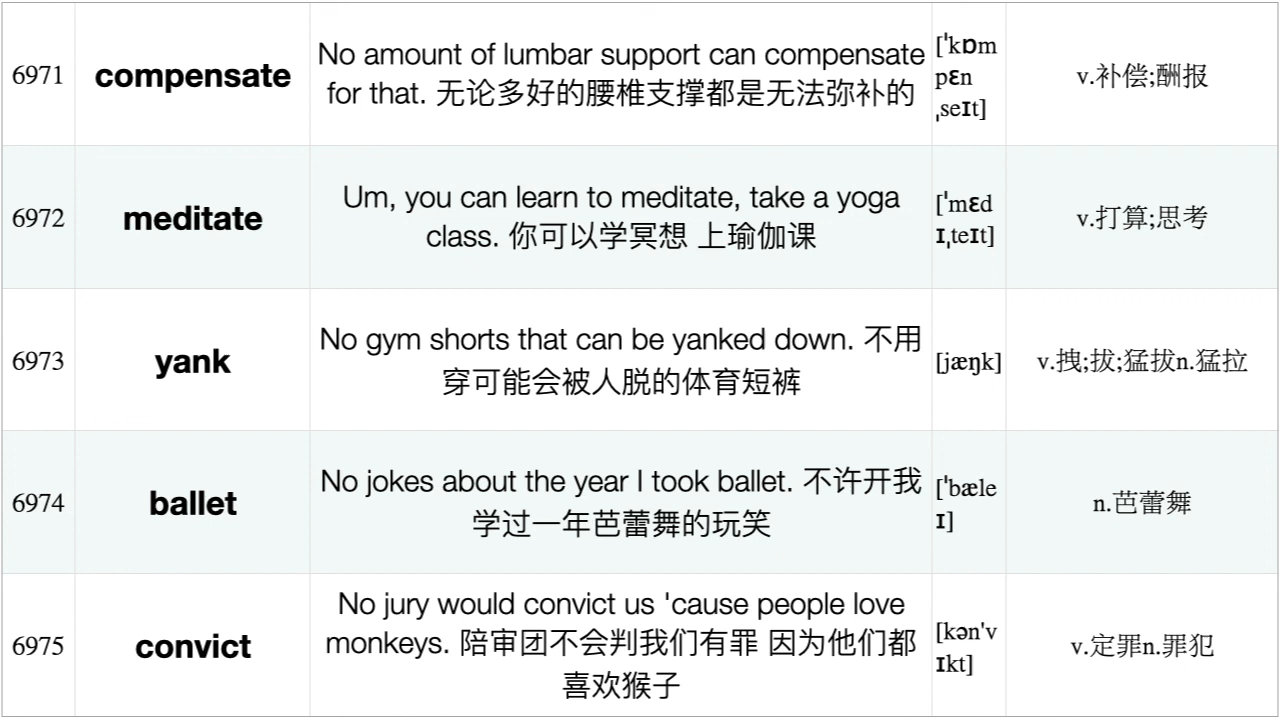 6971
compensate
No amount of lumbar support can compensate
for that. 无论多好的腰椎支撑都是无法弥补的
[ˈkɒm
pɛn
ˌseɪt]
v.补偿;酬报
6972
meditate
Um, you can learn to meditate, take a yoga
class. 你可以学冥想 上瑜伽课
[ˈmɛd
ɪˌteɪt]
v.打算;思考
6973
yank
No gym shorts that can be yanked down. 不用
穿可能会被人脱的体育短裤
[jæŋk]
v.拽;拔;猛拔n.猛拉
6974
ballet
No jokes about the year I took ballet. 不许开我
学过一年芭蕾舞的玩笑
[ˈbæle
ɪ]
n.芭蕾舞
6975
convict
No jury would convict us 'cause people love
monkeys. 陪审团不会判我们有罪 因为他们都
喜欢猴子
[kən'v
ɪkt]
v.定罪n.罪犯